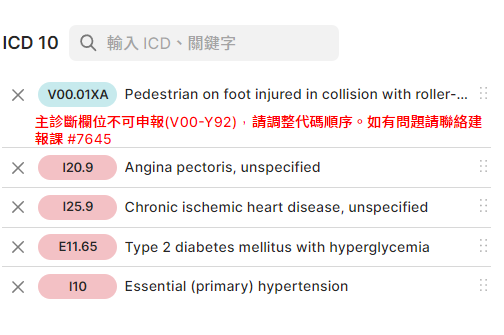 ICD 10
輸入 ICD、關鍵字
V00.01XA Pedestrian on foot injured in collision with roller-...
主診斷欄位不可申報(V00-Y92)，請調整代碼順序。如有問題請聯絡建
報課 #7645
I20.9 Angina pectoris, unspecified
I25.9 Chronic ischemic heart disease, unspecified
E11.65 Type 2 diabetes mellitus with hyperglycemia
I10 Essential (primary) hypertension